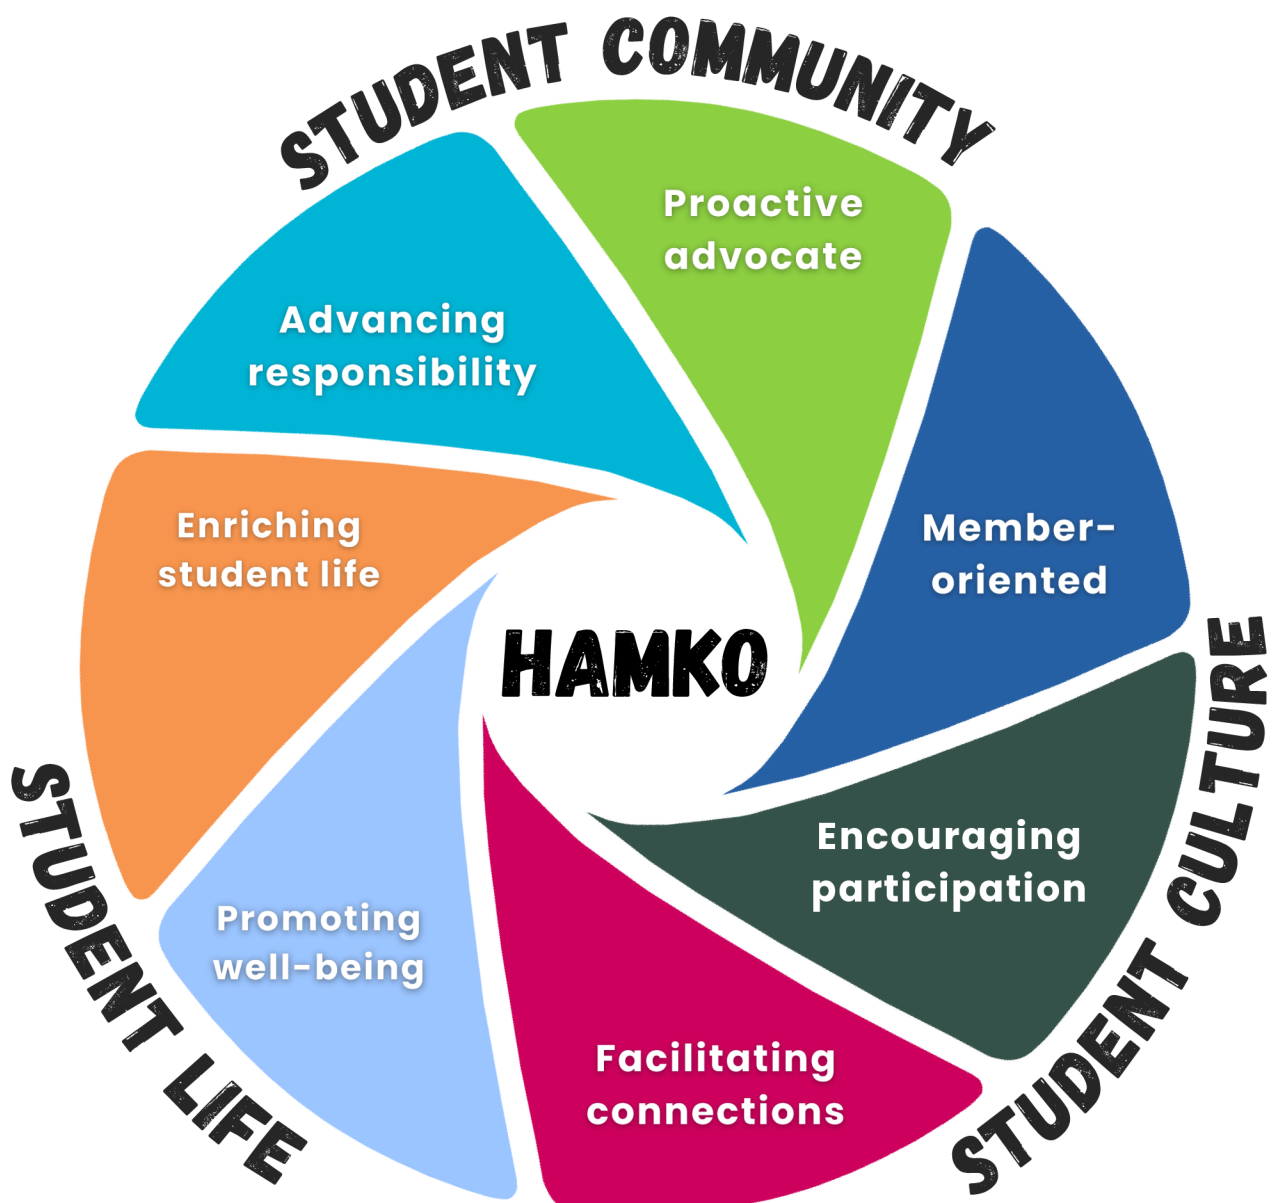 STUDENT COMMUNITY
Proactive
advocate
Advancing
responsibility
Member-
oriented
Enriching
student life
HAMKO
Encouraging
participation
Promoting
well-being
Facilitating
connections
STUDENT LIFE
STUDENT CULTURE